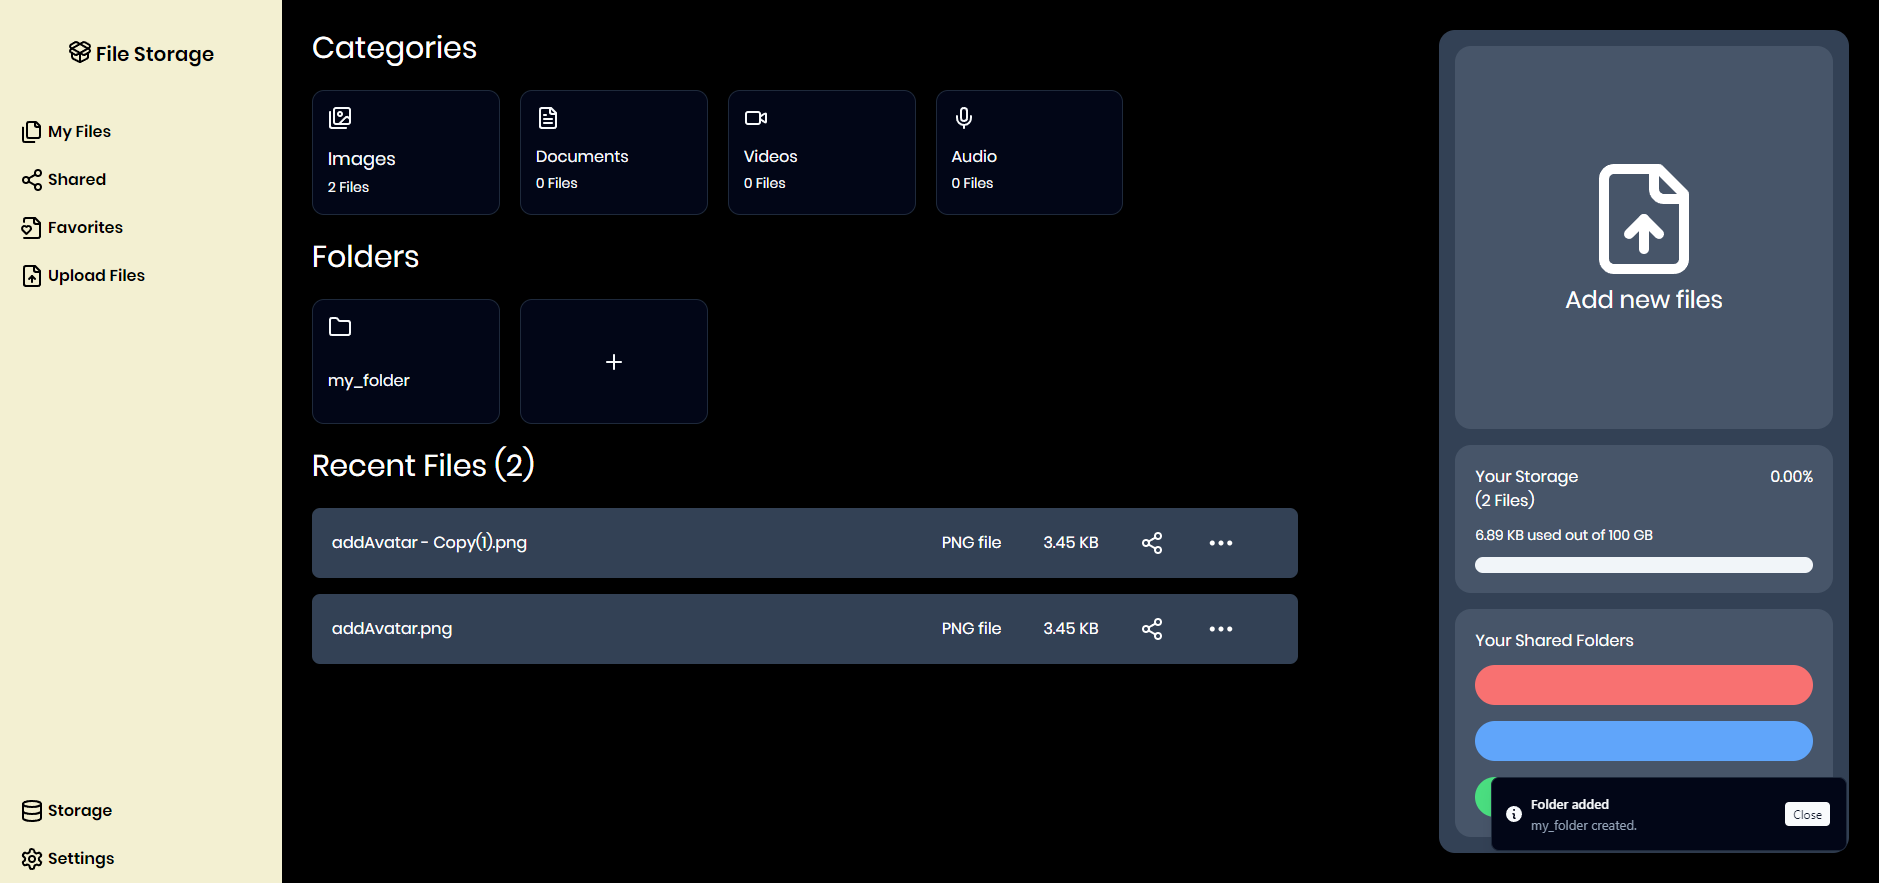 File Storage
My Files
Shared
Favorites
Upload Files
Storage
Settings
Categories
Images
2 Files
Documents
0 Files
Videos
0 Files
Audio
0 Files
Folders
my_folder
Recent Files (2)
addAvatar - Copy(1).png PNG file 3.45 KB
addAvatar.png PNG file 3.45 KB
Add new files
Your Storage 0.00%
(2 Files)
6.89 KB used out of 100 GB
Your Shared Folders
Folder added
my_folder created.
Close